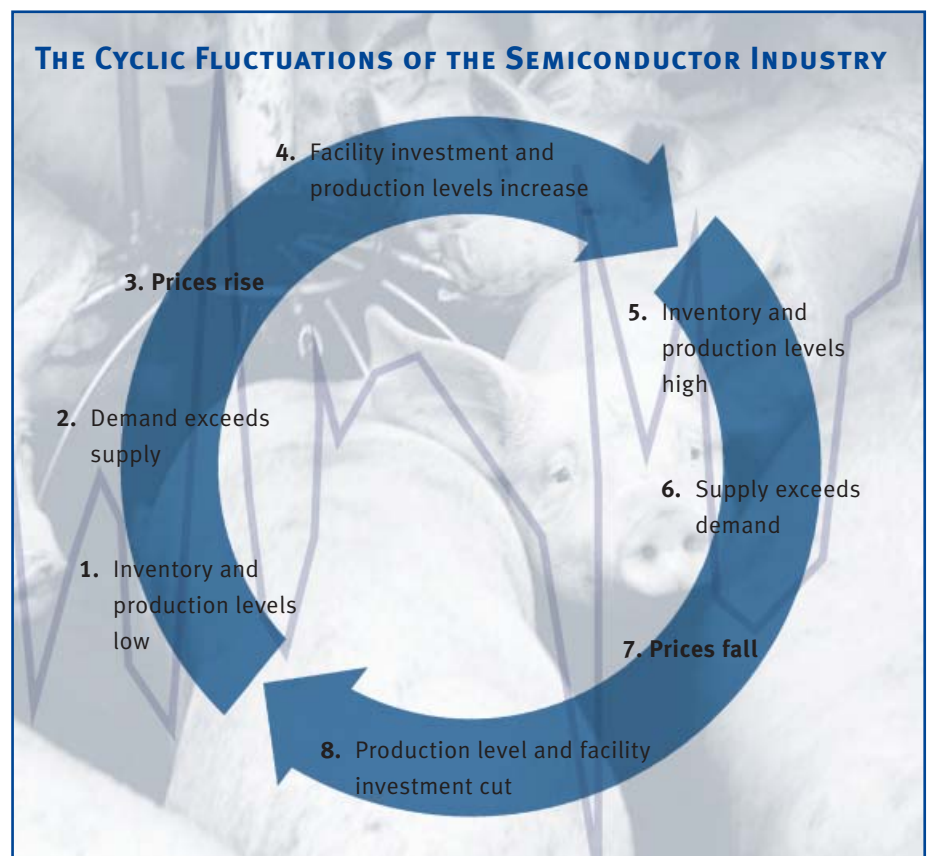 THE CYCLIC FLUCTUATIONS OF THE SEMICONDUCTOR INDUSTRY
1. Inventory and
production levels
low
2. Demand exceeds
supply
3. Prices rise
4. Facility investment and
production levels increase
5. Inventory and
production levels
high
6. Supply exceeds
demand
7. Prices fall
8. Production level and facility
investment cut